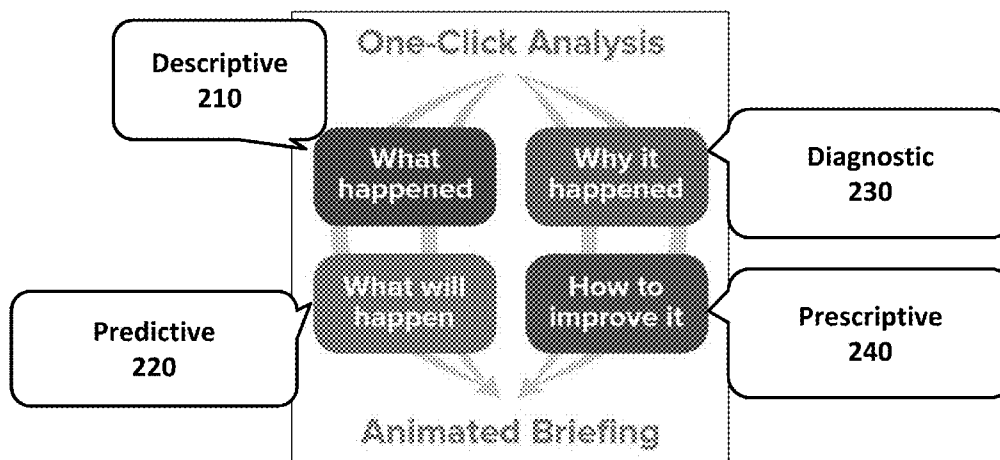 One-Click Analysis
Descriptive
210
What
happened
Why it
happened
Diagnostic
230
What will
happen
How to
improve it
Predictive
220
Prescriptive
240
Animated Briefing